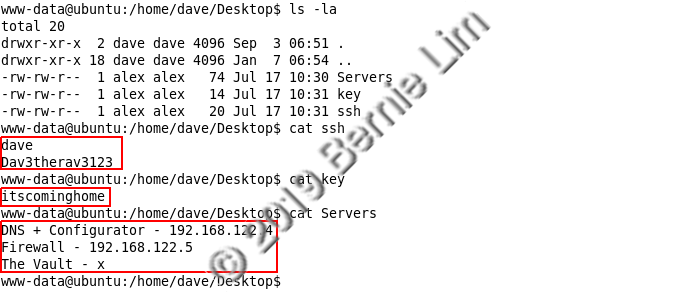 www-data@ubuntu:/home/dave/Desktop$ ls -la
total 20
drwxr-xr-x  2 dave dave 4096 Sep  3 06:51 .
drwxr-xr-x 18 dave dave 4096 Jan  7 06:54 ..
-rw-rw-r--  1 alex alex   74 Jul 17 10:30 Servers
-rw-rw-r--  1 alex alex   14 Jul 17 10:31 key
-rw-rw-r--  1 alex alex   20 Jul 17 10:31 ssh
www-data@ubuntu:/home/dave/Desktop$ cat ssh
dave
Dav3therav3123
www-data@ubuntu:/home/dave/Desktop$ cat key
itscominghome
www-data@ubuntu:/home/dave/Desktop$ cat Servers
DNS + Configurator - 192.168.122.4
Firewall - 192.168.122.5
The Vault - x
www-data@ubuntu:/home/dave/Desktop$
© 2019 Bernie Lim